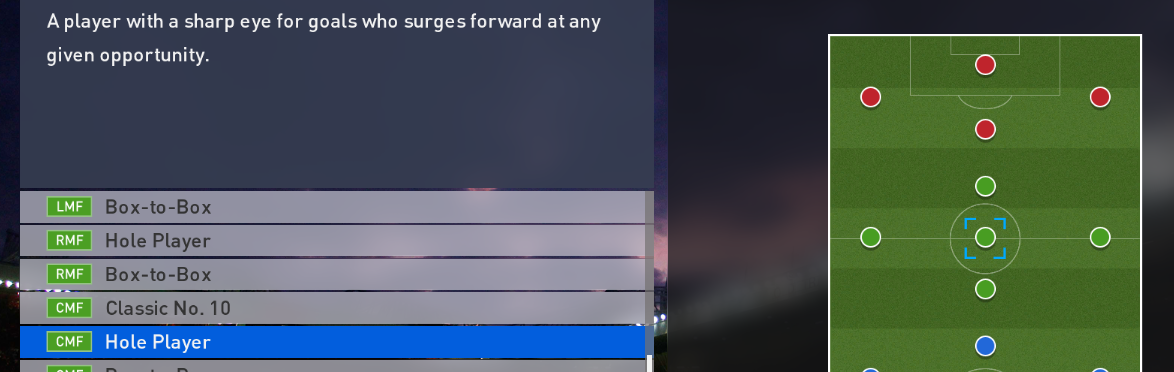 A player with a sharp eye for goals who surges forward at any
given opportunity.
LMF Box-to-Box
RMF Hole Player
RMF Box-to-Box
CMF Classic No. 10
CMF Hole Player